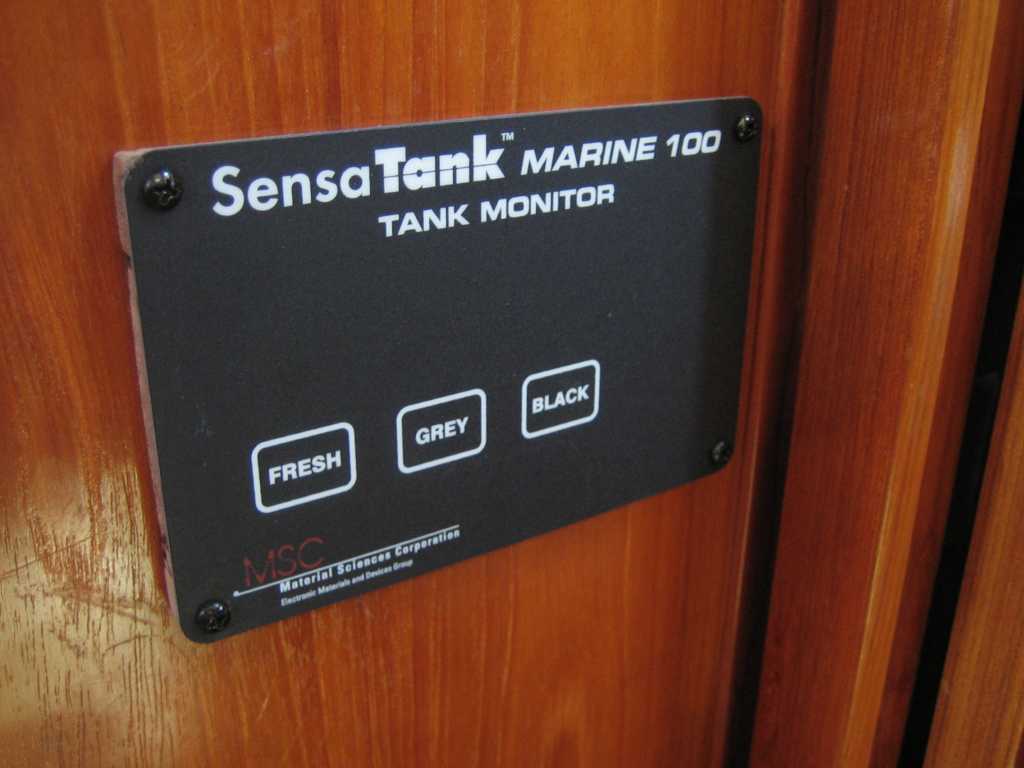 SensaTank™ MARINE 100
TANK MONITOR
FRESH GREY BLACK
MSC
Material Sciences Corporation
Electronic Materials and Devices Group